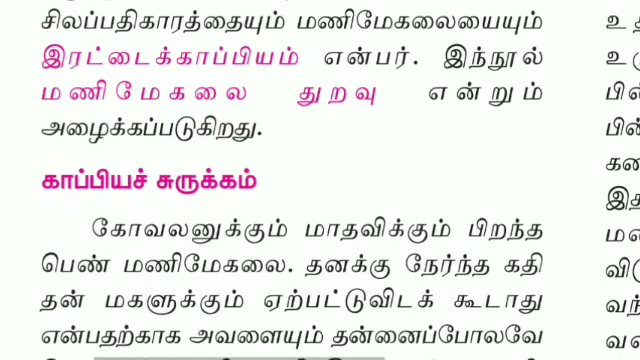 சிலப்பதிகாரத்தையும் மணிமேகலையையும்
இரட்டைக்காப்பியம் என்பர். இந்நூல்
மணிமேகலை துறவு என்றும்
அழைக்கப்படுகிறது.
காப்பியச் சுருக்கம்
கோவலனுக்கும் மாதவிக்கும் பிறந்த
பெண் மணிமேகலை. தனக்கு நேர்ந்த கதி
தன் மகளுக்கும் ஏற்பட்டுவிடக் கூடாது
என்பதற்காக அவளையும் தன்னைப்போலவே